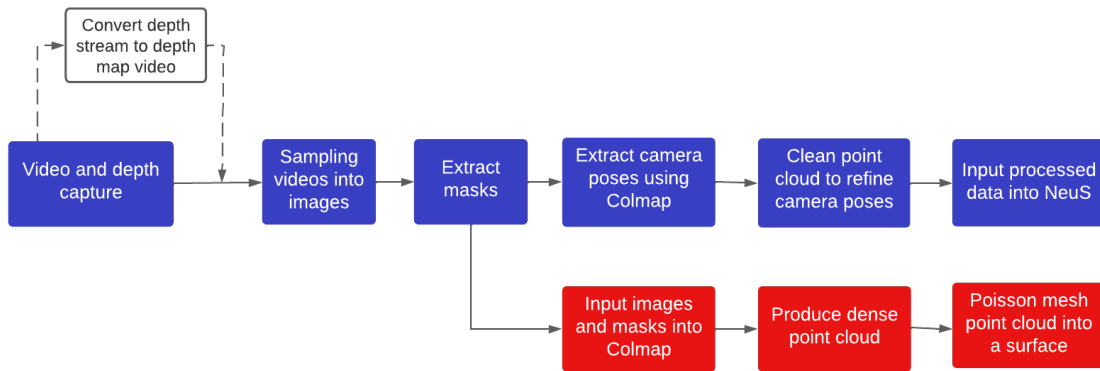 Convert depth
stream to depth
map video
Video and depth
capture
Sampling
videos into
images
Extract
masks
Extract camera
poses using
Colmap
Clean point
cloud to refine
camera poses
Input processed
data into NeuS
Input images
and masks into
Colmap
Produce dense
point cloud
Poisson mesh
point cloud into
a surface